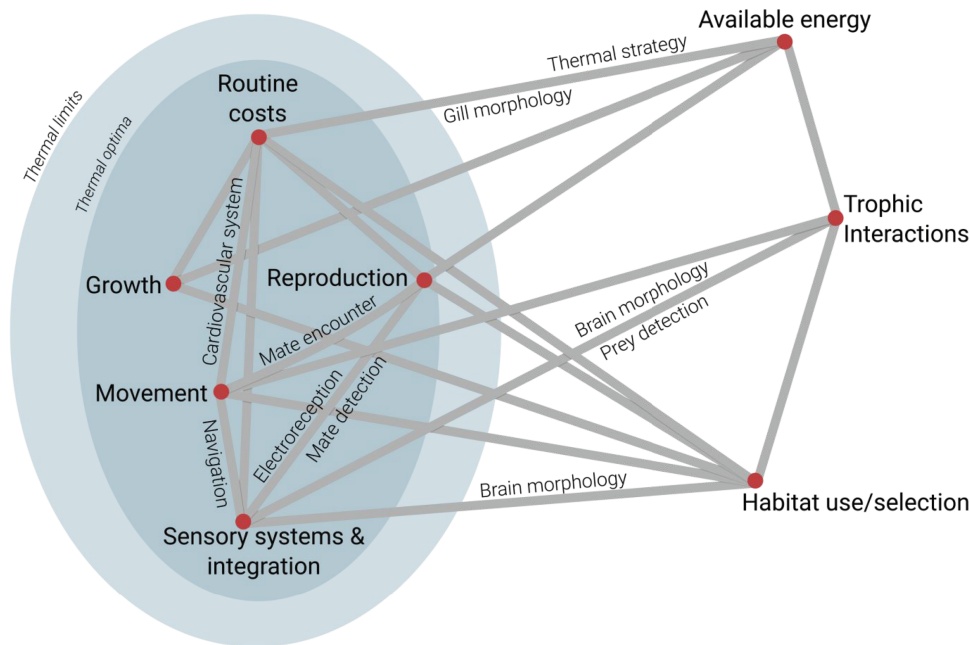 Available energy
Thermal strategy
Gill morphology
Thermal limits
Thermal optima
Routine
costs
Cardiovascular system
Trophic
Interactions
Growth
Reproduction
Brain morphology
Prey detection
Mate encounter
Movement
Electroreception
Mate detection
Navigation
Brain morphology
Habitat use/selection
Sensory systems &
integration